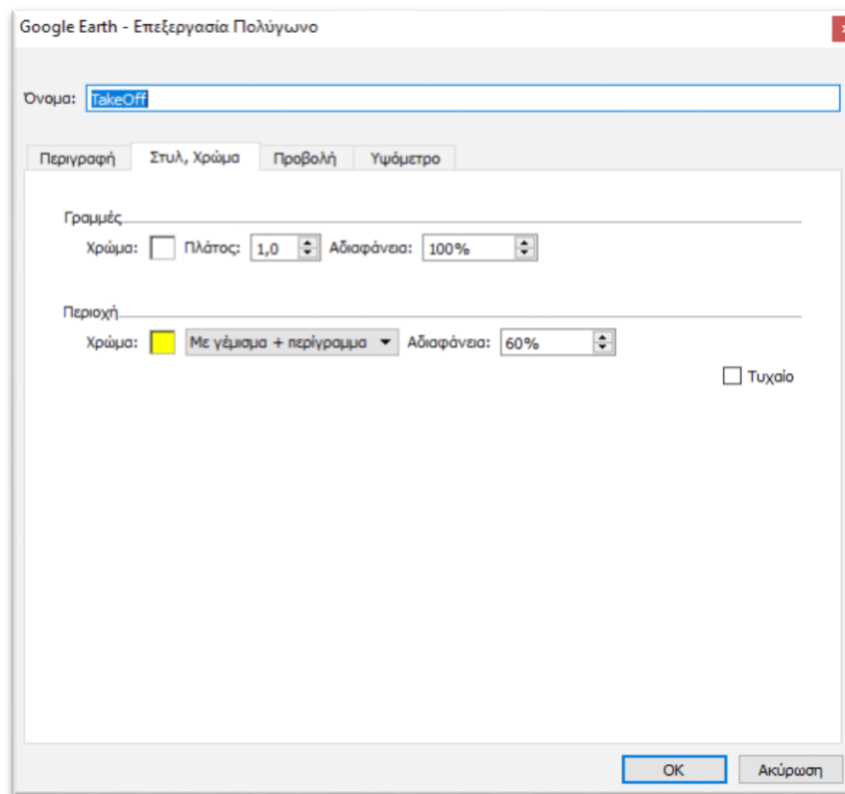 Google Earth - Επεξεργασία Πολύγωνο
Όνομα: TakeOff
Περιγραφή Στυλ, Χρώμα Προβολή Υψόμετρο
Γραμμές
Χρώμα: Πλάτος: 1,0 Αδιαφάνεια: 100%
Περιοχή
Χρώμα: Με γέμισμα + περίγραμμα Αδιαφάνεια: 60%
Τυχαίο
OK Ακύρωση